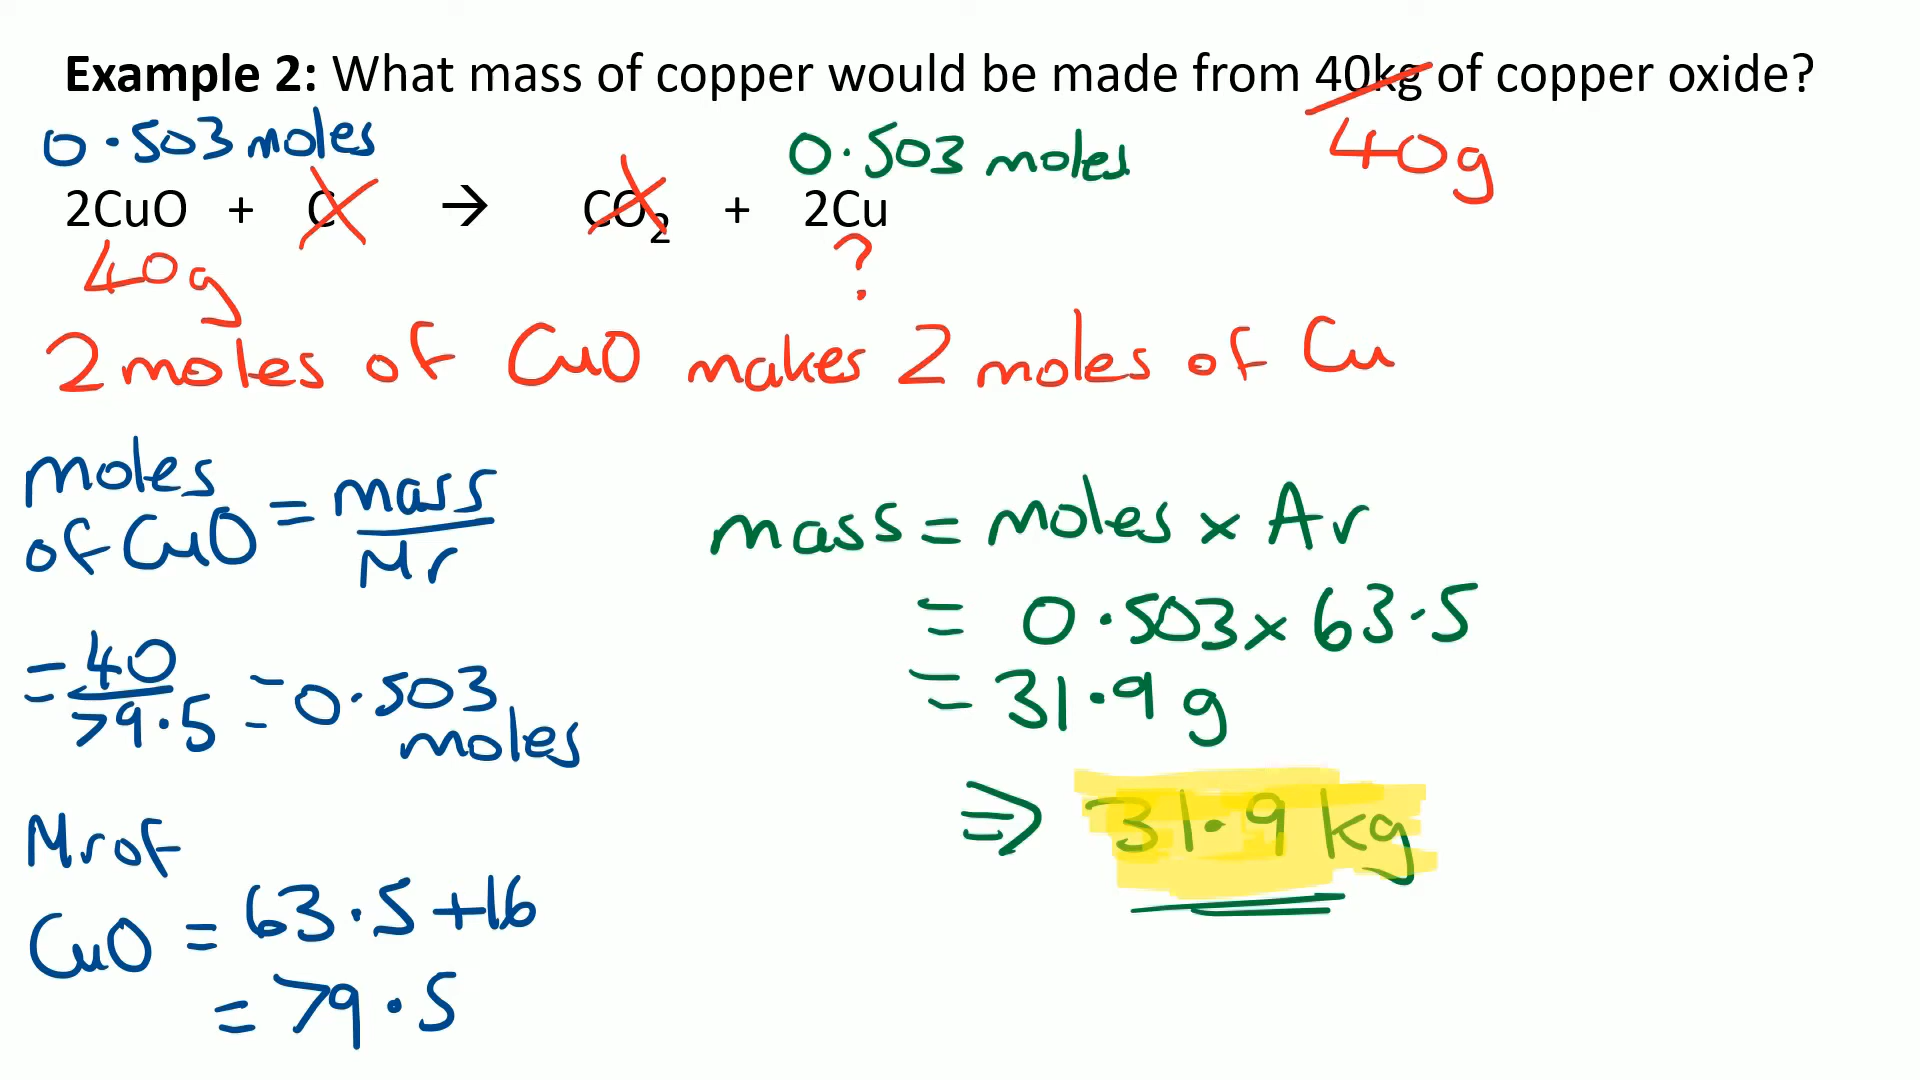 Example 2: What mass of copper would be made from 40kg of copper oxide?
40g
0.503 moles 0.503 moles
2CuO + C → CO₂ + 2Cu
40g ?
2 moles of CuO makes 2 moles of Cu
moles of CuO = mass / Mr
= 40 / 79.5 = 0.503 moles
Mr of
CuO = 63.5 + 16
= 79.5
mass = moles × Ar
= 0.503 × 63.5
= 31.9 g
⇒ 31.9 kg